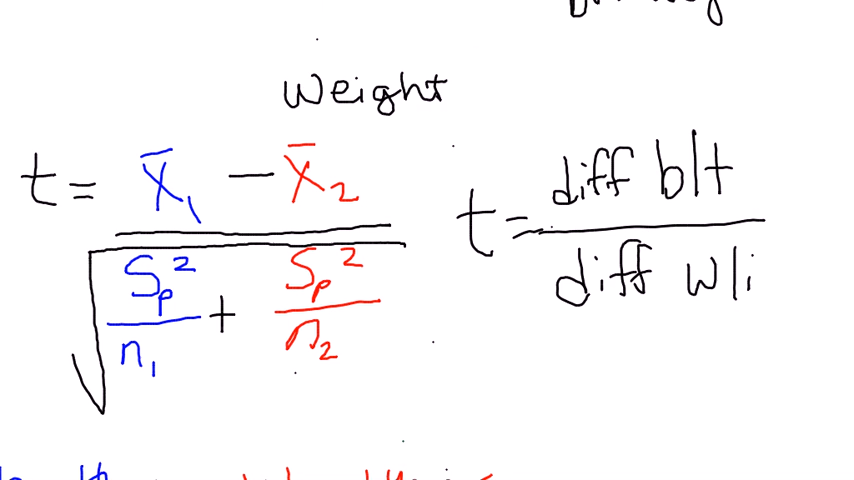 Weight
t = X̄₁ − X̄₂ / √(Sp²/n₁ + Sp²/n₂)
t = diff b/t / diff w/i